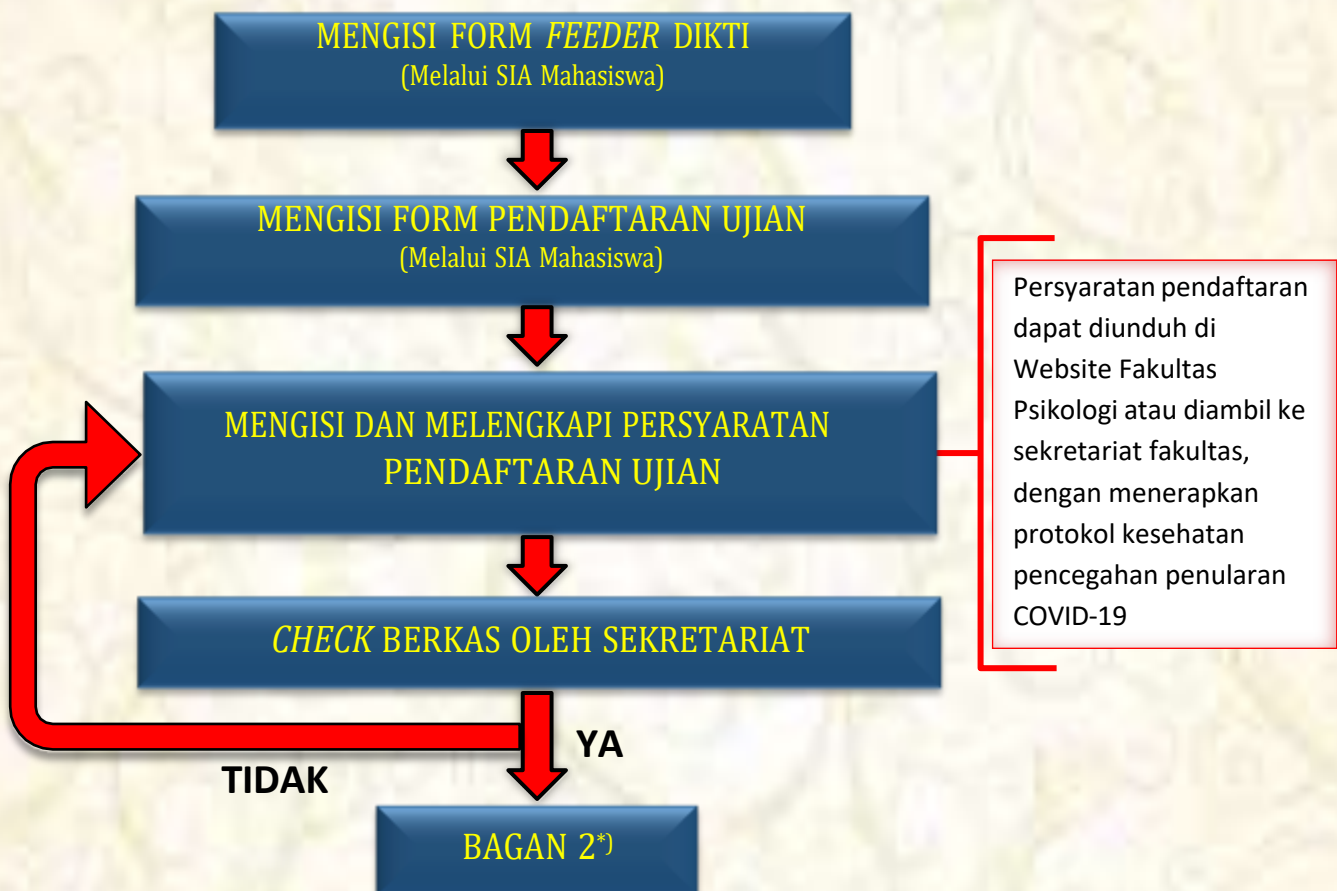 MENGISI FORM FEEDER DIKTI
(Melalui SIA Mahasiswa)
MENGISI FORM PENDAFTARAN UJIAN
(Melalui SIA Mahasiswa)
MENGISI DAN MELENGKAPI PERSYARATAN
PENDAFTARAN UJIAN
Persyaratan pendaftaran
dapat diunduh di
Website Fakultas
Psikologi atau diambil ke
sekretariat fakultas,
dengan menerapkan
protokol kesehatan
pencegahan penularan
COVID-19
CHECK BERKAS OLEH SEKRETARIAT
YA
TIDAK
BAGAN 2*)